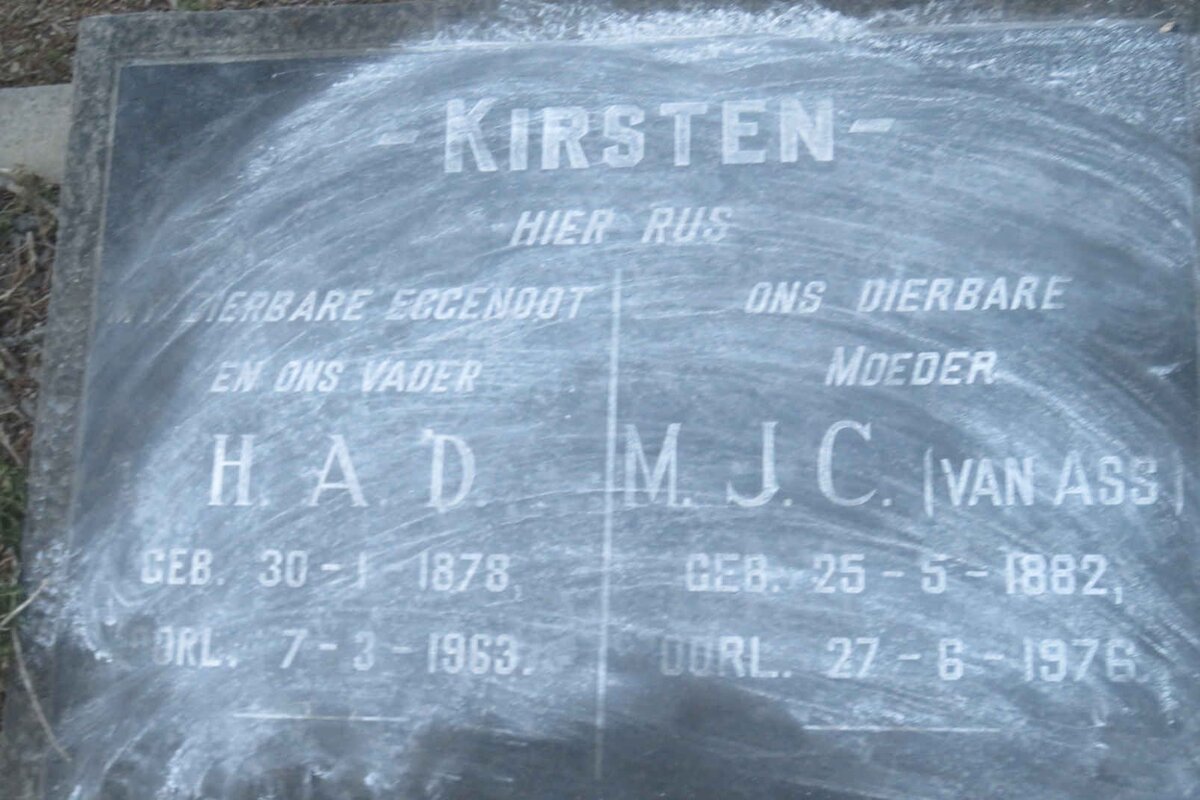 - KIRSTEN -
HIER RUS
DIERBARE EGGENOOT
EN ONS VADER
H. A. D.
GEB. 30-1-1878,
OORL. 7-3-1963.
ONS DIERBARE
MOEDER
M. J. C. (VAN ASS.)
GEB. 25-5-1882,
OORL. 27-6-1976.